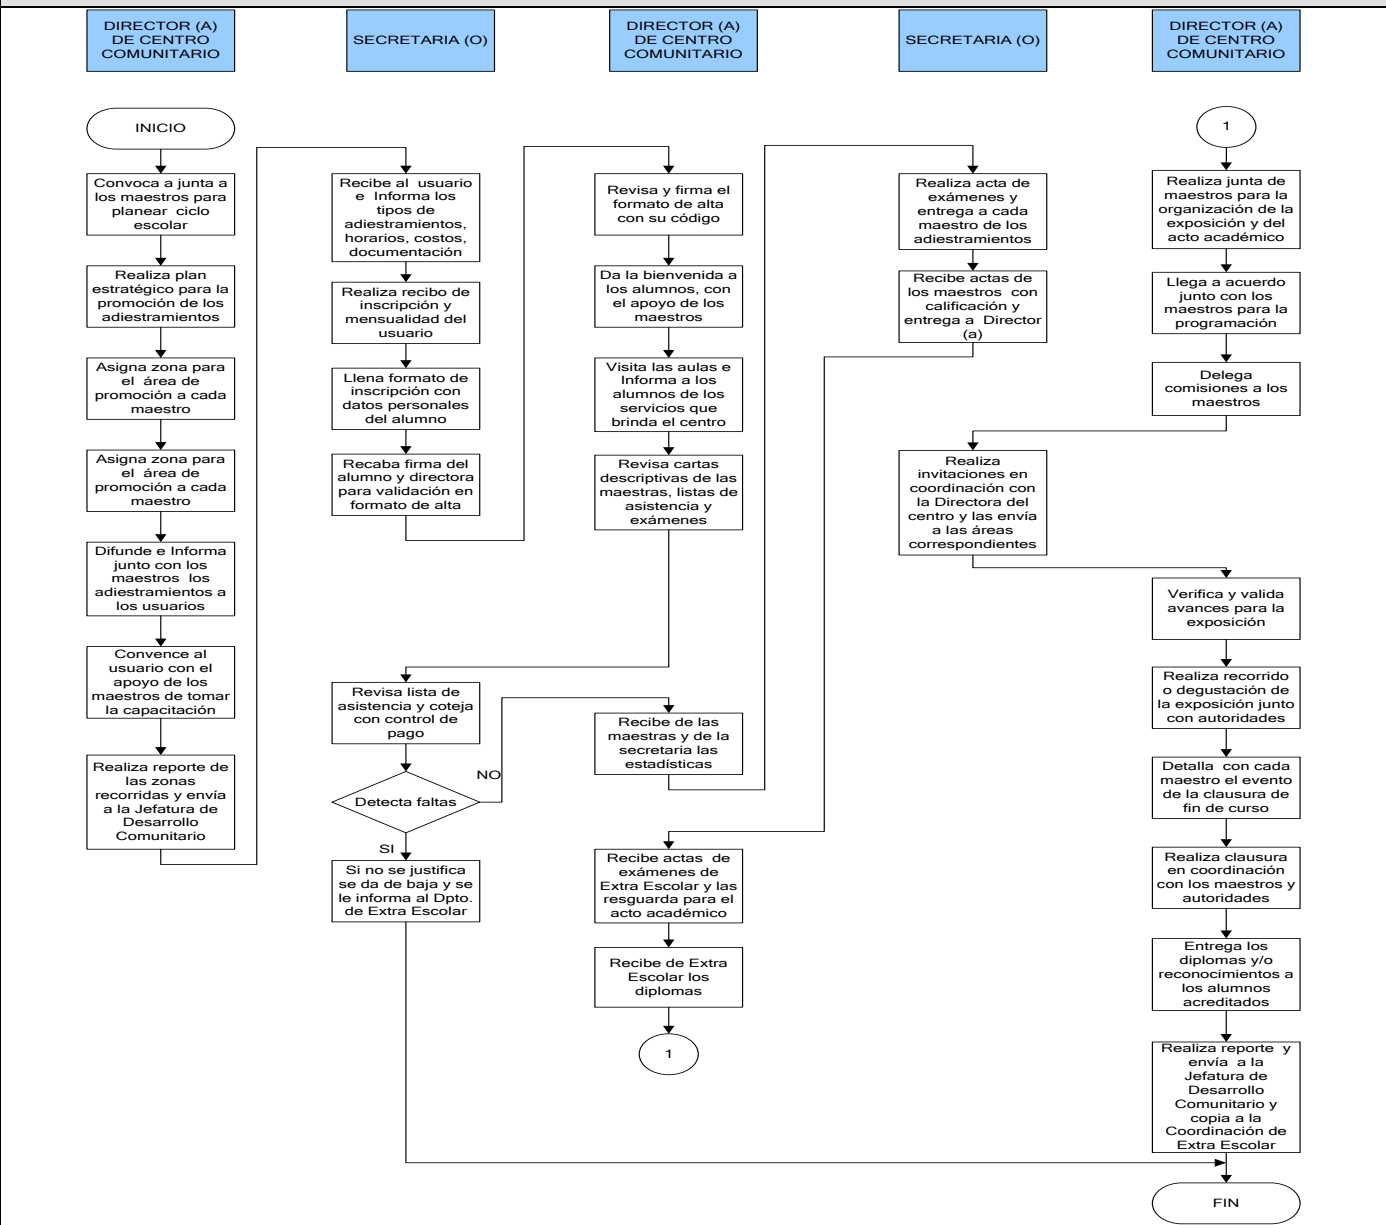 DIRECTOR (A)
DE CENTRO
COMUNITARIO
SECRETARIA (O)
DIRECTOR (A)
DE CENTRO
COMUNITARIO
SECRETARIA (O)
DIRECTOR (A)
DE CENTRO
COMUNITARIO
INICIO
Convoca a junta a
los maestros para
planear ciclo
escolar
Realiza plan
estratégico para la
promoción de los
adiestramientos
Asigna zona para
el área de
promoción a cada
maestro
Asigna zona para
el área de
promoción a cada
maestro
Difunde e Informa
junto con los
maestros los
adiestramientos a
los usuarios
Convence al
usuario con el
apoyo de los
maestros de tomar
la capacitación
Realiza reporte de
las zonas
recorridas y envía
a la Jefatura de
Desarrollo
Comunitario
Recibe al usuario
e Informa los
tipos de
adiestramientos,
horarios, costos,
documentación
Realiza recibo de
inscripción y
mensualidad del
usuario
Llena formato de
inscripción con
datos personales
del alumno
Recaba firma del
alumno y directora
para validación en
formato de alta
Revisa y firma el
formato de alta
con su código
Da la bienvenida a
los alumnos, con
el apoyo de los
maestros
Visita las aulas e
Informa a los
alumnos de los
servicios que
brinda el centro
Revisa cartas
descriptivas de las
maestras, listas de
asistencia y
exámenes
Revisa lista de
asistencia y coteja
con control de
pago
Detecta faltas
NO
SI
Si no se justifica
se da de baja y se
le informa al Dpto.
de Extra Escolar
Recibe de las
maestras y de la
secretaria las
estadísticas
Realiza acta de
exámenes y
entrega a cada
maestro de los
adiestramientos
Recibe actas de
los maestros con
calificación y
entrega a Director
(a)
Recibe actas de
exámenes de
Extra Escolar y las
resguarda para el
acto académico
Recibe de Extra
Escolar los
diplomas
1
1
Realiza junta de
maestros para la
organización de la
exposición y del
acto académico
Llega a acuerdo
junto con los
maestros para la
programación
Delega
comisiones a los
maestros
Realiza
invitaciones en
coordinación con
la Directora del
centro y las envía
a las áreas
correspondientes
Verifica y valida
avances para la
exposición
Realiza recorrido
o degustación de
la exposición junto
con autoridades
Detalla con cada
maestro el evento
de la clausura de
fin de curso
Realiza clausura
en coordinación
con los maestros y
autoridades
Entrega los
diplomas y/o
reconocimientos a
los alumnos
acreditados
Realiza reporte y
envía a la
Jefatura de
Desarrollo
Comunitario y
copia a la
Coordinación de
Extra Escolar
FIN